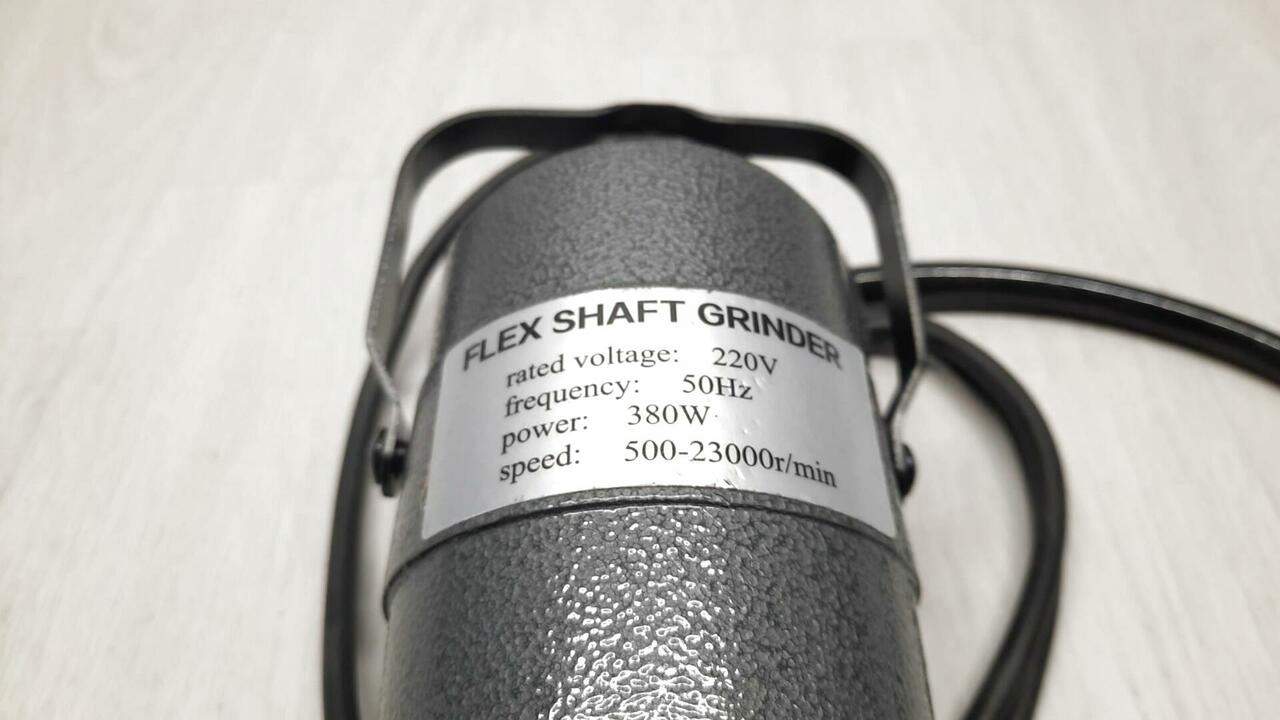 FLEX SHAFT GRINDER
rated voltage: 220V
frequency: 50Hz
power: 380W
speed: 500-23000r/min